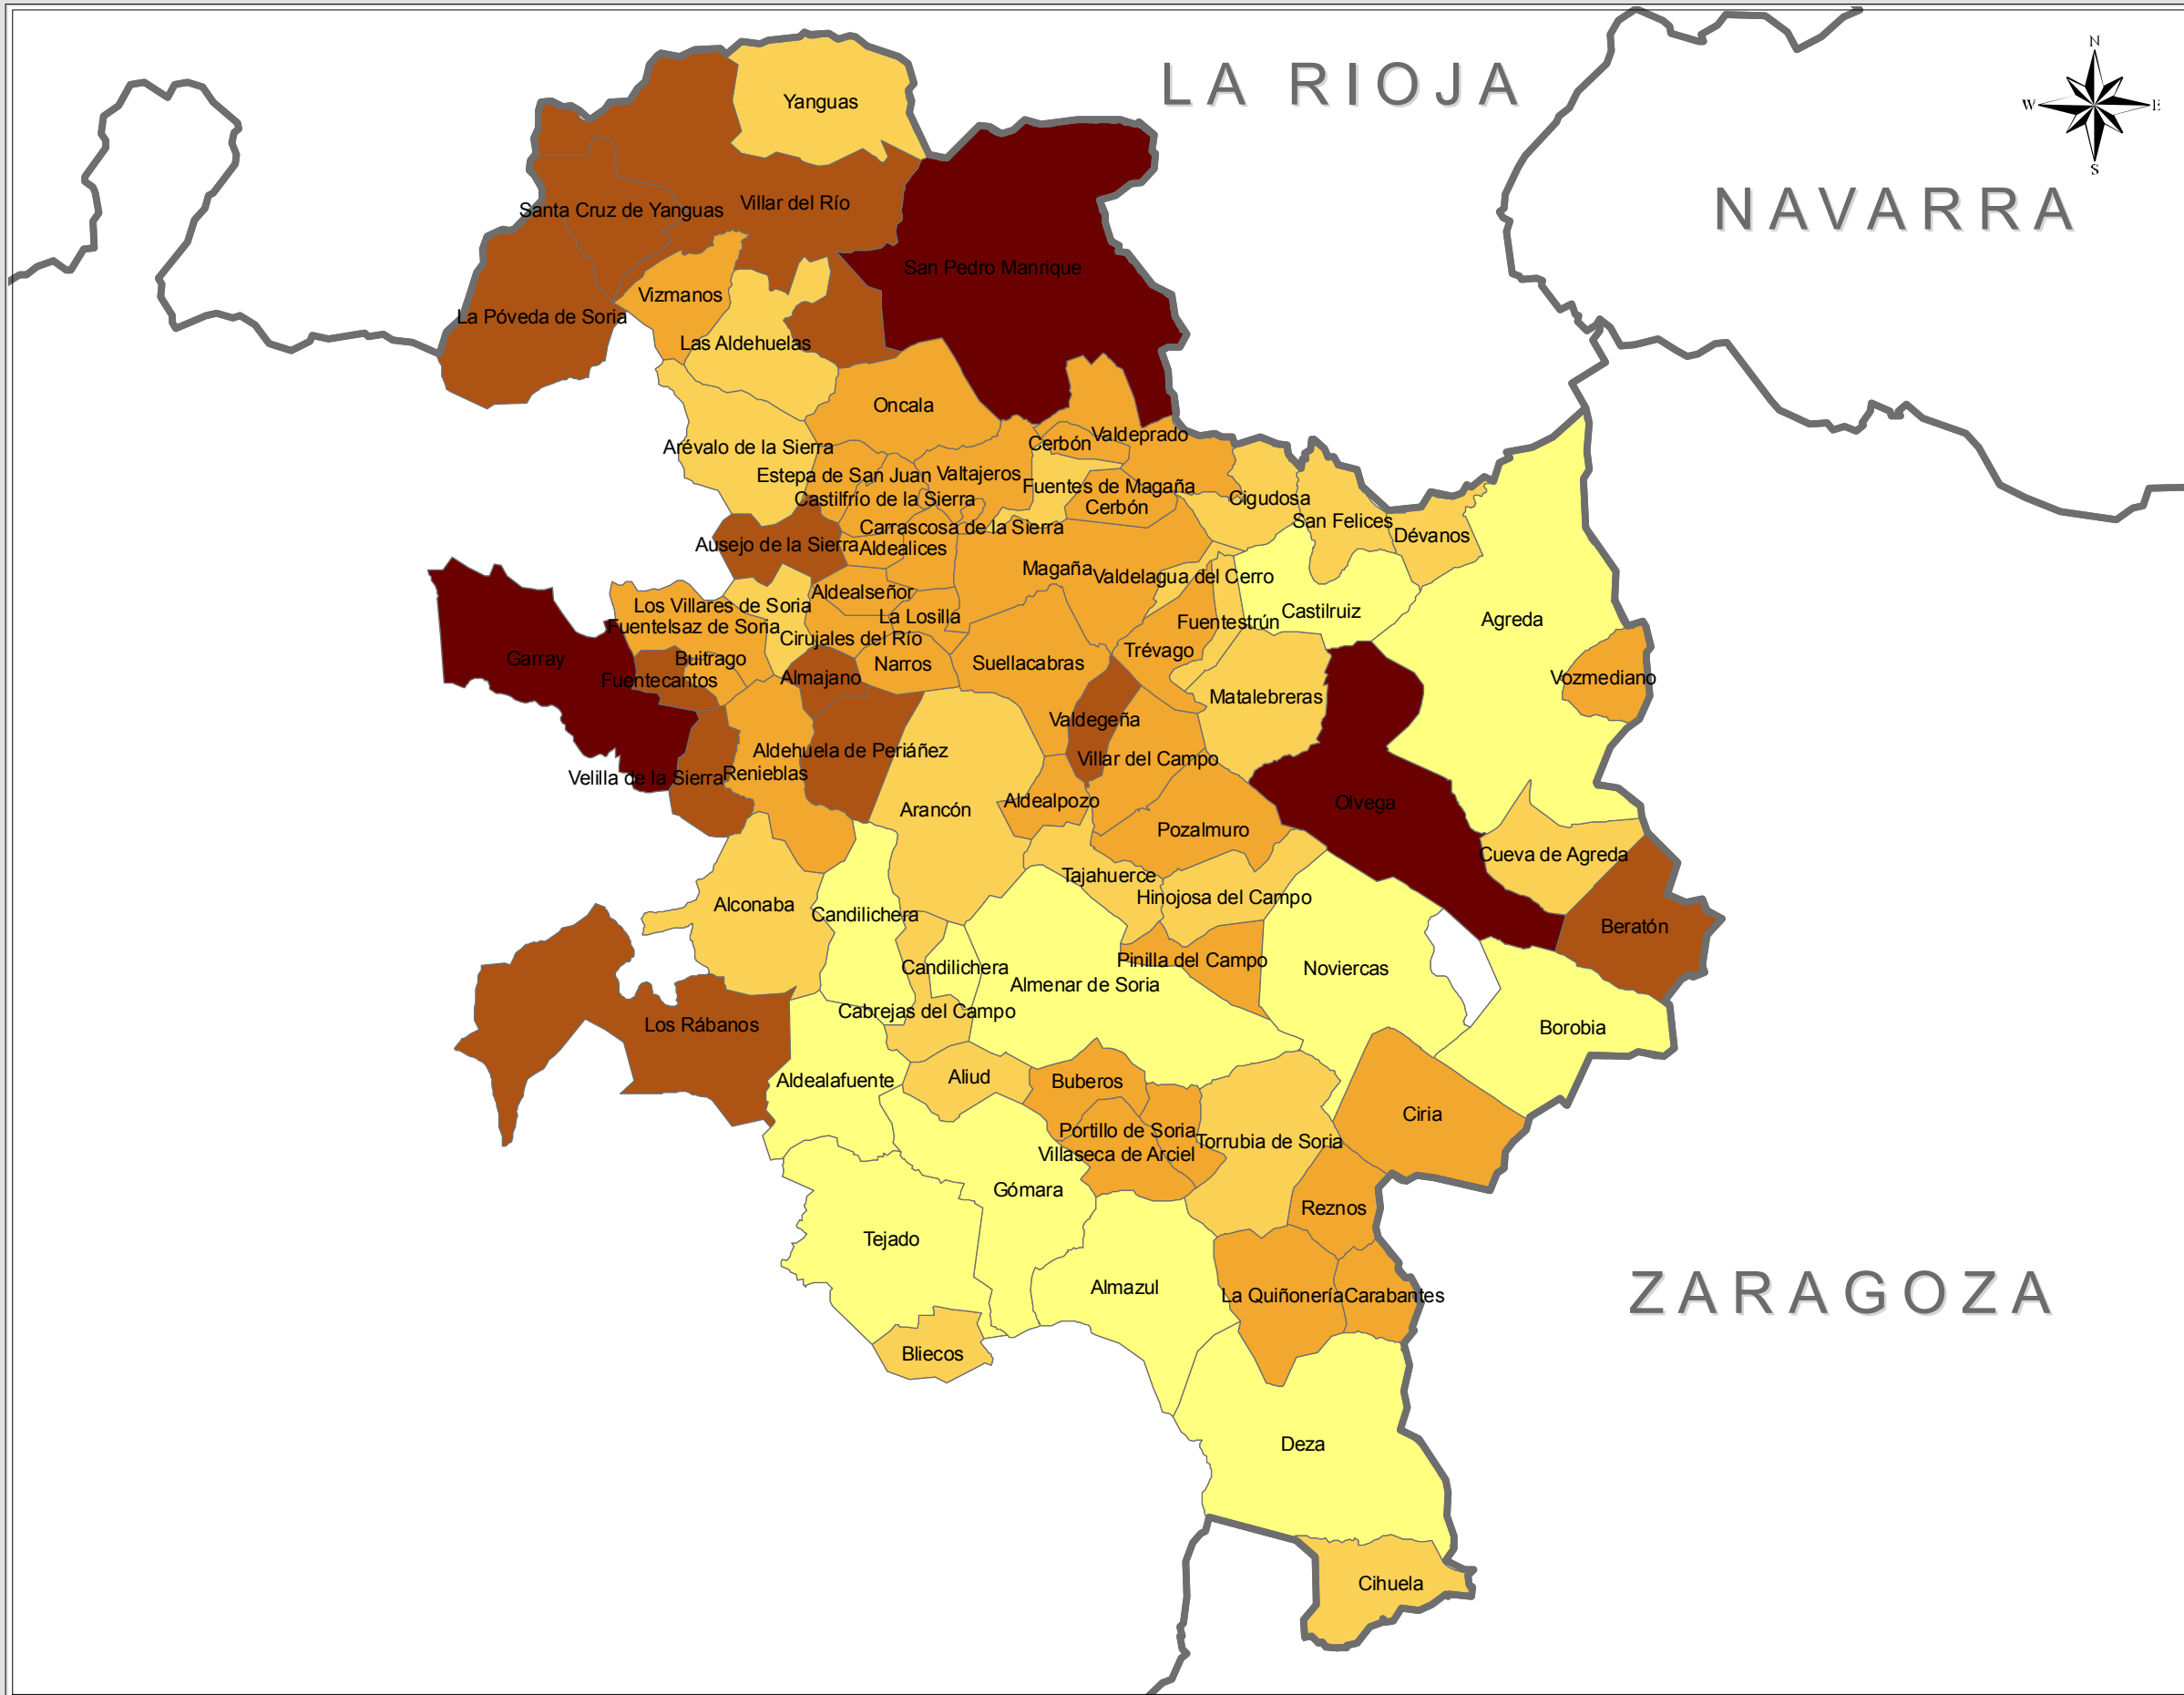 N
W
E
S
LA RIOJA
NAVARRA
ZARAGOZA
Yanguas
Villar del Río
Santa Cruz de Yanguas
San Pedro Manrique
Vizmanos
La Póveda de Soria
Las Aldehuelas
Oncala
Valdeprado
Cerbón
Arévalo de la Sierra
Estepa de San Juan
Valtajeros
Fuentes de Magaña
Castilfrío de la Sierra
Cigudosa
Cerbón
San Felices
Carrascosa de la Sierra
Dévanos
Ausejo de la Sierra
Aldealices
Magaña
Valdelagua del Cerro
Aldealseñor
Los Villares de Soria
Castilruiz
La Losilla
Agreda
Fuentestrún
Fuentelsaz de Soria
Cirujales del Río
Trévago
Garray
Buitrago
Narros
Suellacabras
Almajano
Vozmediano
Fuentecantos
Matalebreras
Valdegeña
Aldehuela de Periáñez
Villar del Campo
Renieblas
Velilla de la Sierra
Aldealpozo
Olvega
Arancón
Pozalmuro
Cueva de Agreda
Tajahuerce
Hinojosa del Campo
Alconaba
Candilichera
Beratón
Pinilla del Campo
Candilichera
Noviercas
Almenar de Soria
Cabrejas del Campo
Los Rábanos
Borobia
Aliud
Aldealafuente
Buberos
Ciria
Portillo de Soria
Torrubia de Soria
Villaseca de Arciel
Gómara
Reznos
Tejado
Almazul
La Quiñonería
Carabantes
Bliecos
Deza
Cihuela